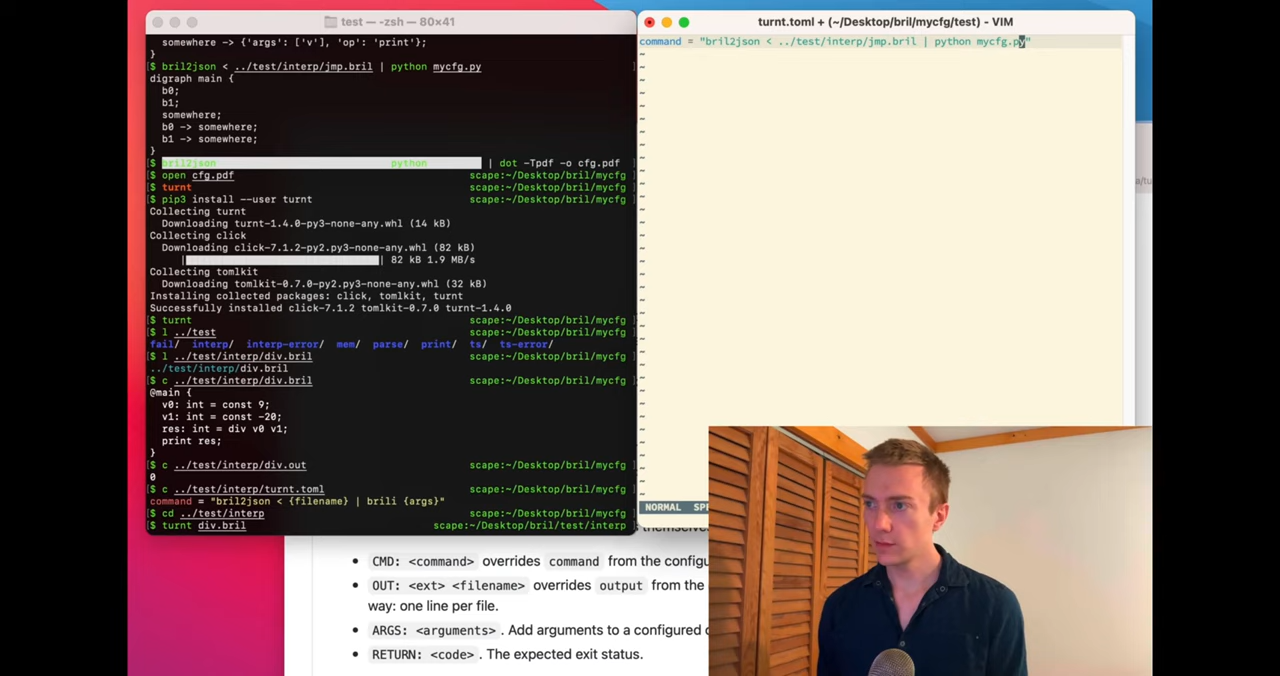 test — -zsh — 80×41
somewhere -> {'args': ['v'], 'op': 'print'};
}
$ bril2json < ../test/interp/jmp.bril | python mycfg.py
digraph main {
b0;
b1;
somewhere;
b0 -> somewhere;
b1 -> somewhere;
}
$ bril2json python | dot -Tpdf -o cfg.pdf
$ open cfg.pdf scape:~/Desktop/bril/mycfg
$ turnt scape:~/Desktop/bril/mycfg
$ pip3 install --user turnt scape:~/Desktop/bril/mycfg
Collecting turnt
Downloading turnt-1.4.0-py3-none-any.whl (14 kB)
Collecting click
Downloading click-7.1.2-py2.py3-none-any.whl (82 kB)
| | 82 kB 1.9 MB/s
Collecting tomlkit
Downloading tomlkit-0.7.0-py2.py3-none-any.whl (32 kB)
Installing collected packages: click, tomlkit, turnt
Successfully installed click-7.1.2 tomlkit-0.7.0 turnt-1.4.0
$ turnt scape:~/Desktop/bril/mycfg
$ l ../test scape:~/Desktop/bril/mycfg
fail/ interp/ interp-error/ mem/ parse/ print/ ts/ ts-error/
$ l ../test/interp/div.bril scape:~/Desktop/bril/mycfg
../test/interp/div.bril
$ c ../test/interp/div.bril scape:~/Desktop/bril/mycfg
@main {
v0: int = const 9;
v1: int = const -20;
res: int = div v0 v1;
print res;
}
$ c ../test/interp/div.out scape:~/Desktop/bril/mycfg
0
$ c ../test/interp/turnt.toml scape:~/Desktop/bril/mycfg
command = "bril2json < {filename} | brili {args}"
$ cd ../test/interp scape:~/Desktop/bril/mycfg
$ turnt div.bril scape:~/Desktop/bril/test/interp
turnt.toml + (~/Desktop/bril/mycfg/test) - VIM
command = "bril2json < ../test/interp/jmp.bril | python mycfg.py"
NORMAL
CMD: <command> overrides command from the
OUT: <ext> <filename> overrides output from the
way: one line per file.
ARGS: <arguments>. Add arguments to a configured
RETURN: <code>. The expected exit status.